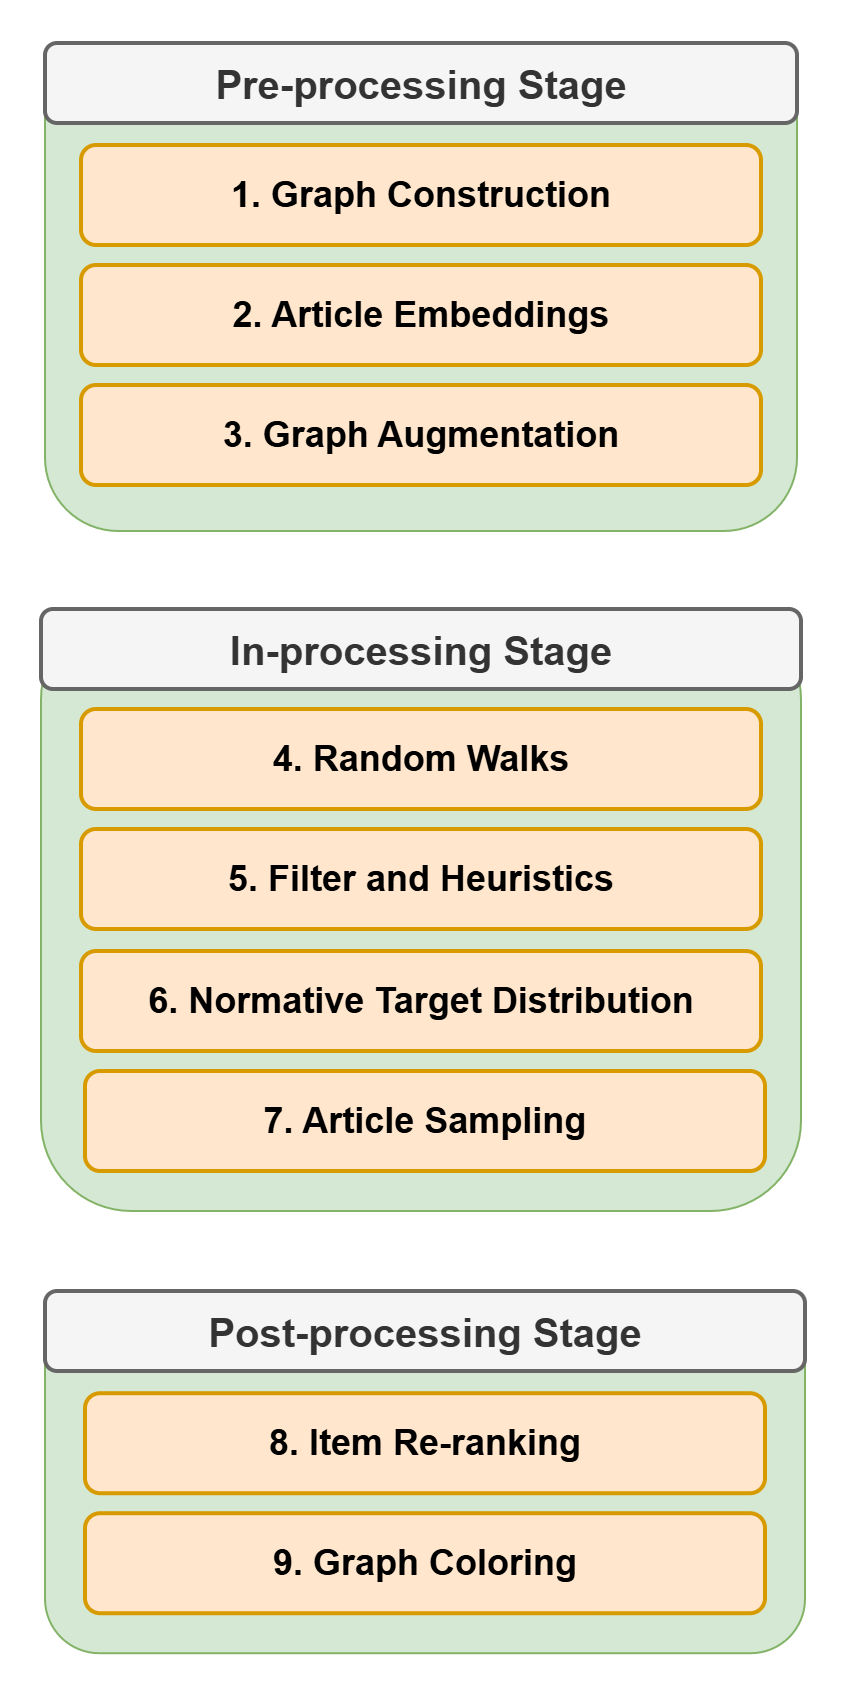 Pre-processing Stage
1. Graph Construction
2. Article Embeddings
3. Graph Augmentation
In-processing Stage
4. Random Walks
5. Filter and Heuristics
6. Normative Target Distribution
7. Article Sampling
Post-processing Stage
8. Item Re-ranking
9. Graph Coloring